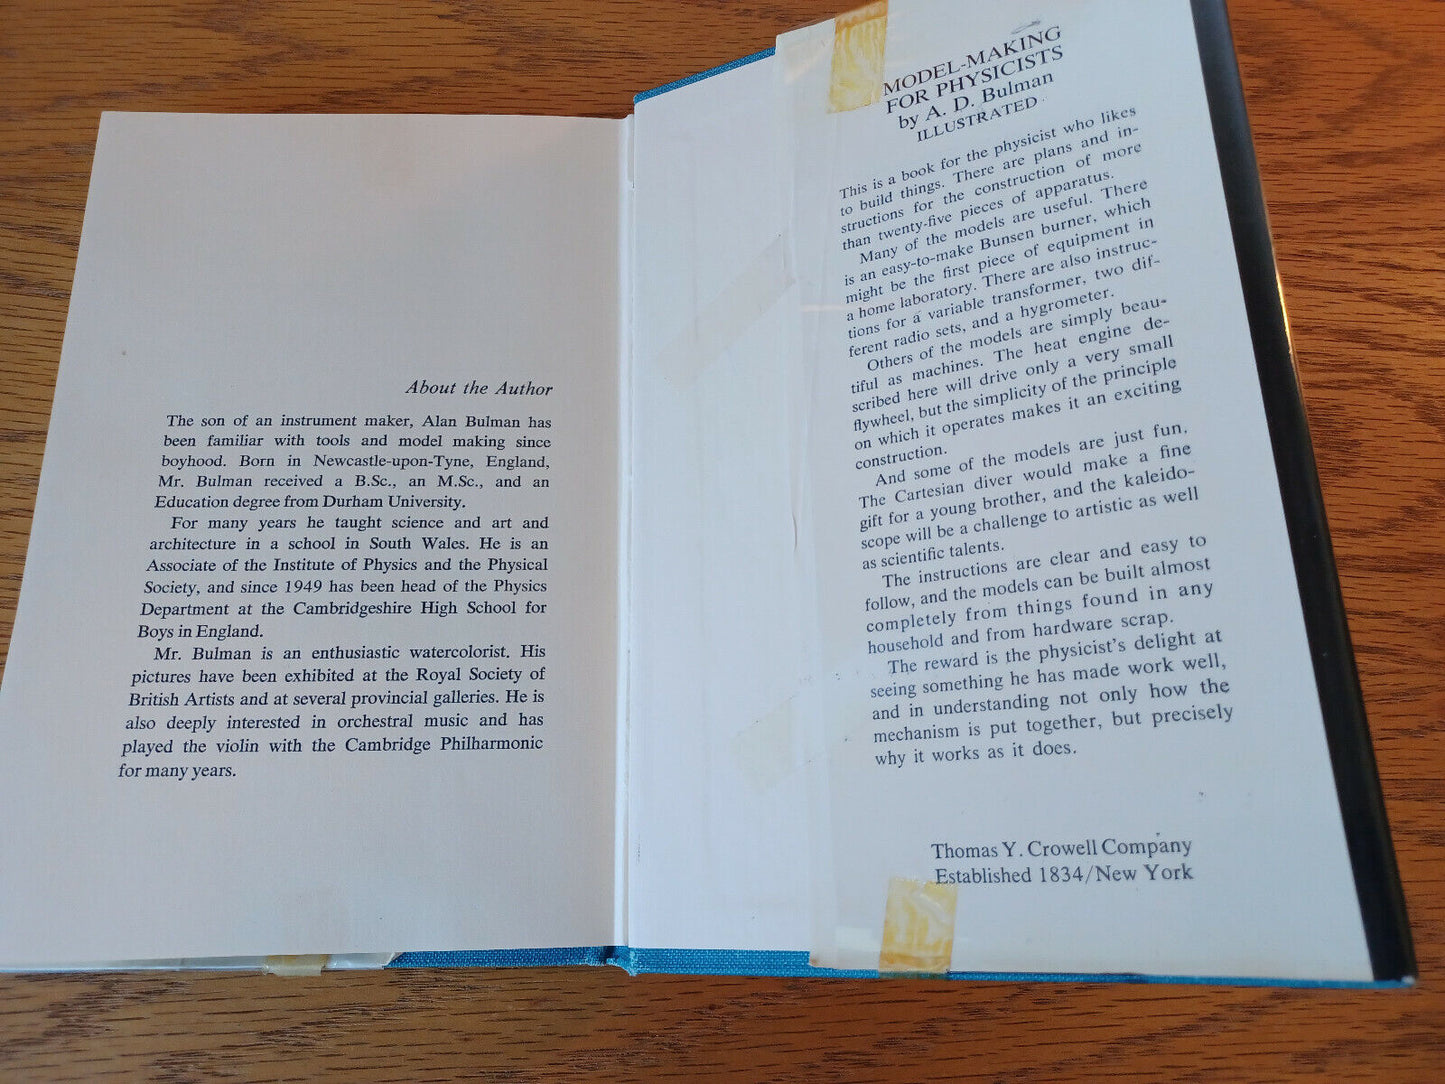 About the Author
The son of an instrument maker, Alan Bulman has
been familiar with tools and model making since
boyhood. Born in Newcastle-upon-Tyne, England,
Mr. Bulman received a B.Sc., an M.Sc., and an
Education degree from Durham University.
For many years he taught science and art and
architecture in a school in South Wales. He is an
Associate of the Institute of Physics and the Physical
Society, and since 1949 has been head of the Physics
Department at the Cambridgeshire High School for
Boys in England.
Mr. Bulman is an enthusiastic watercolorist. His
pictures have been exhibited at the Royal Society of
British Artists and at several provincial galleries. He is
also deeply interested in orchestral music and has
played the violin with the Cambridge Philharmonic
for many years.
MODEL-MAKING
FOR PHYSICISTS
by A. D. Bulman
ILLUSTRATED
This is a book for the physicist who likes
to build things. There are plans and in-
structions for the construction of more
than twenty-five pieces of apparatus.
Many of the models are useful. There
is an easy-to-make Bunsen burner, which
might be the first piece of equipment in
a home laboratory. There are also instruc-
tions for a variable transformer, two dif-
ferent radio sets, and a hygrometer.
Others of the models are simply beau-
tiful as machines. The heat engine de-
scribed here will drive only a very small
flywheel, but the simplicity of the principle
on which it operates makes it an exciting
construction.
And some of the models are just fun.
The Cartesian diver would make a fine
gift for a young brother, and the kaleido-
scope will be a challenge to artistic as well
as scientific talents.
The instructions are clear and easy to
follow, and the models can be built almost
completely from things found in any
household and from hardware scrap.
The reward is the physicist's delight at
seeing something he has made work well,
and in understanding not only how the
mechanism is put together, but precisely
why it works as it does.
Thomas Y. Crowell Company
Established 1834/New York